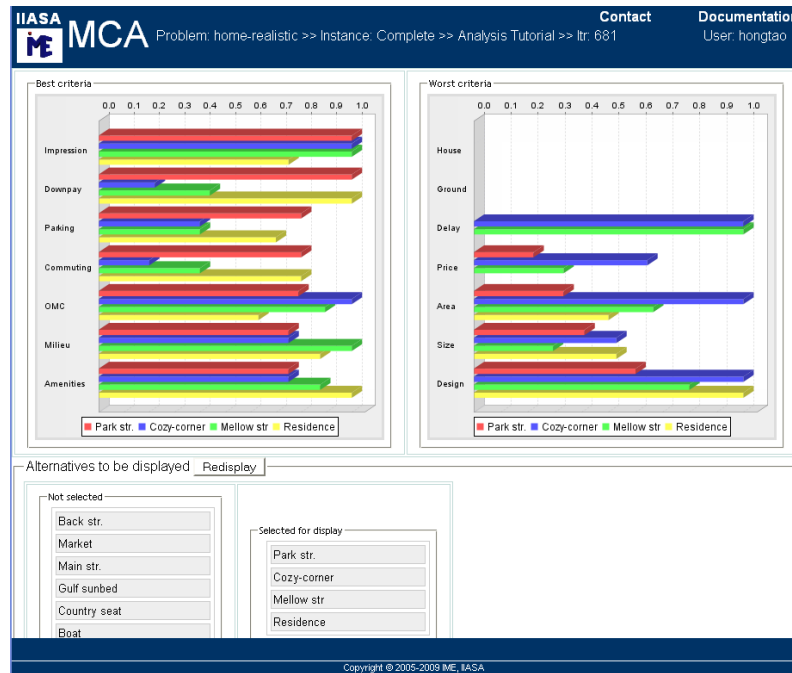 IIASA
IME
MCA
Problem: home-realistic >> Instance: Complete >> Analysis Tutorial >> Itr: 681
Contact
Documentation
User: hongtao
Best criteria
0.0 0.1 0.2 0.3 0.4 0.5 0.6 0.7 0.8 0.9 1.0
Impression
Downpay
Parking
Commuting
OMC
Milieu
Amenities
Park str. Cozy-corner Mellow str Residence
Worst criteria
0.0 0.1 0.2 0.3 0.4 0.5 0.6 0.7 0.8 0.9 1.0
House
Ground
Delay
Price
Area
Size
Design
Park str. Cozy-corner Mellow str Residence
Alternatives to be displayed Redisplay
Not selected
Back str.
Market
Main str.
Gulf sunbed
Country seat
Boat
Selected for display
Park str.
Cozy-corner
Mellow str
Residence
Copyright © 2005-2009 IME, IIASA